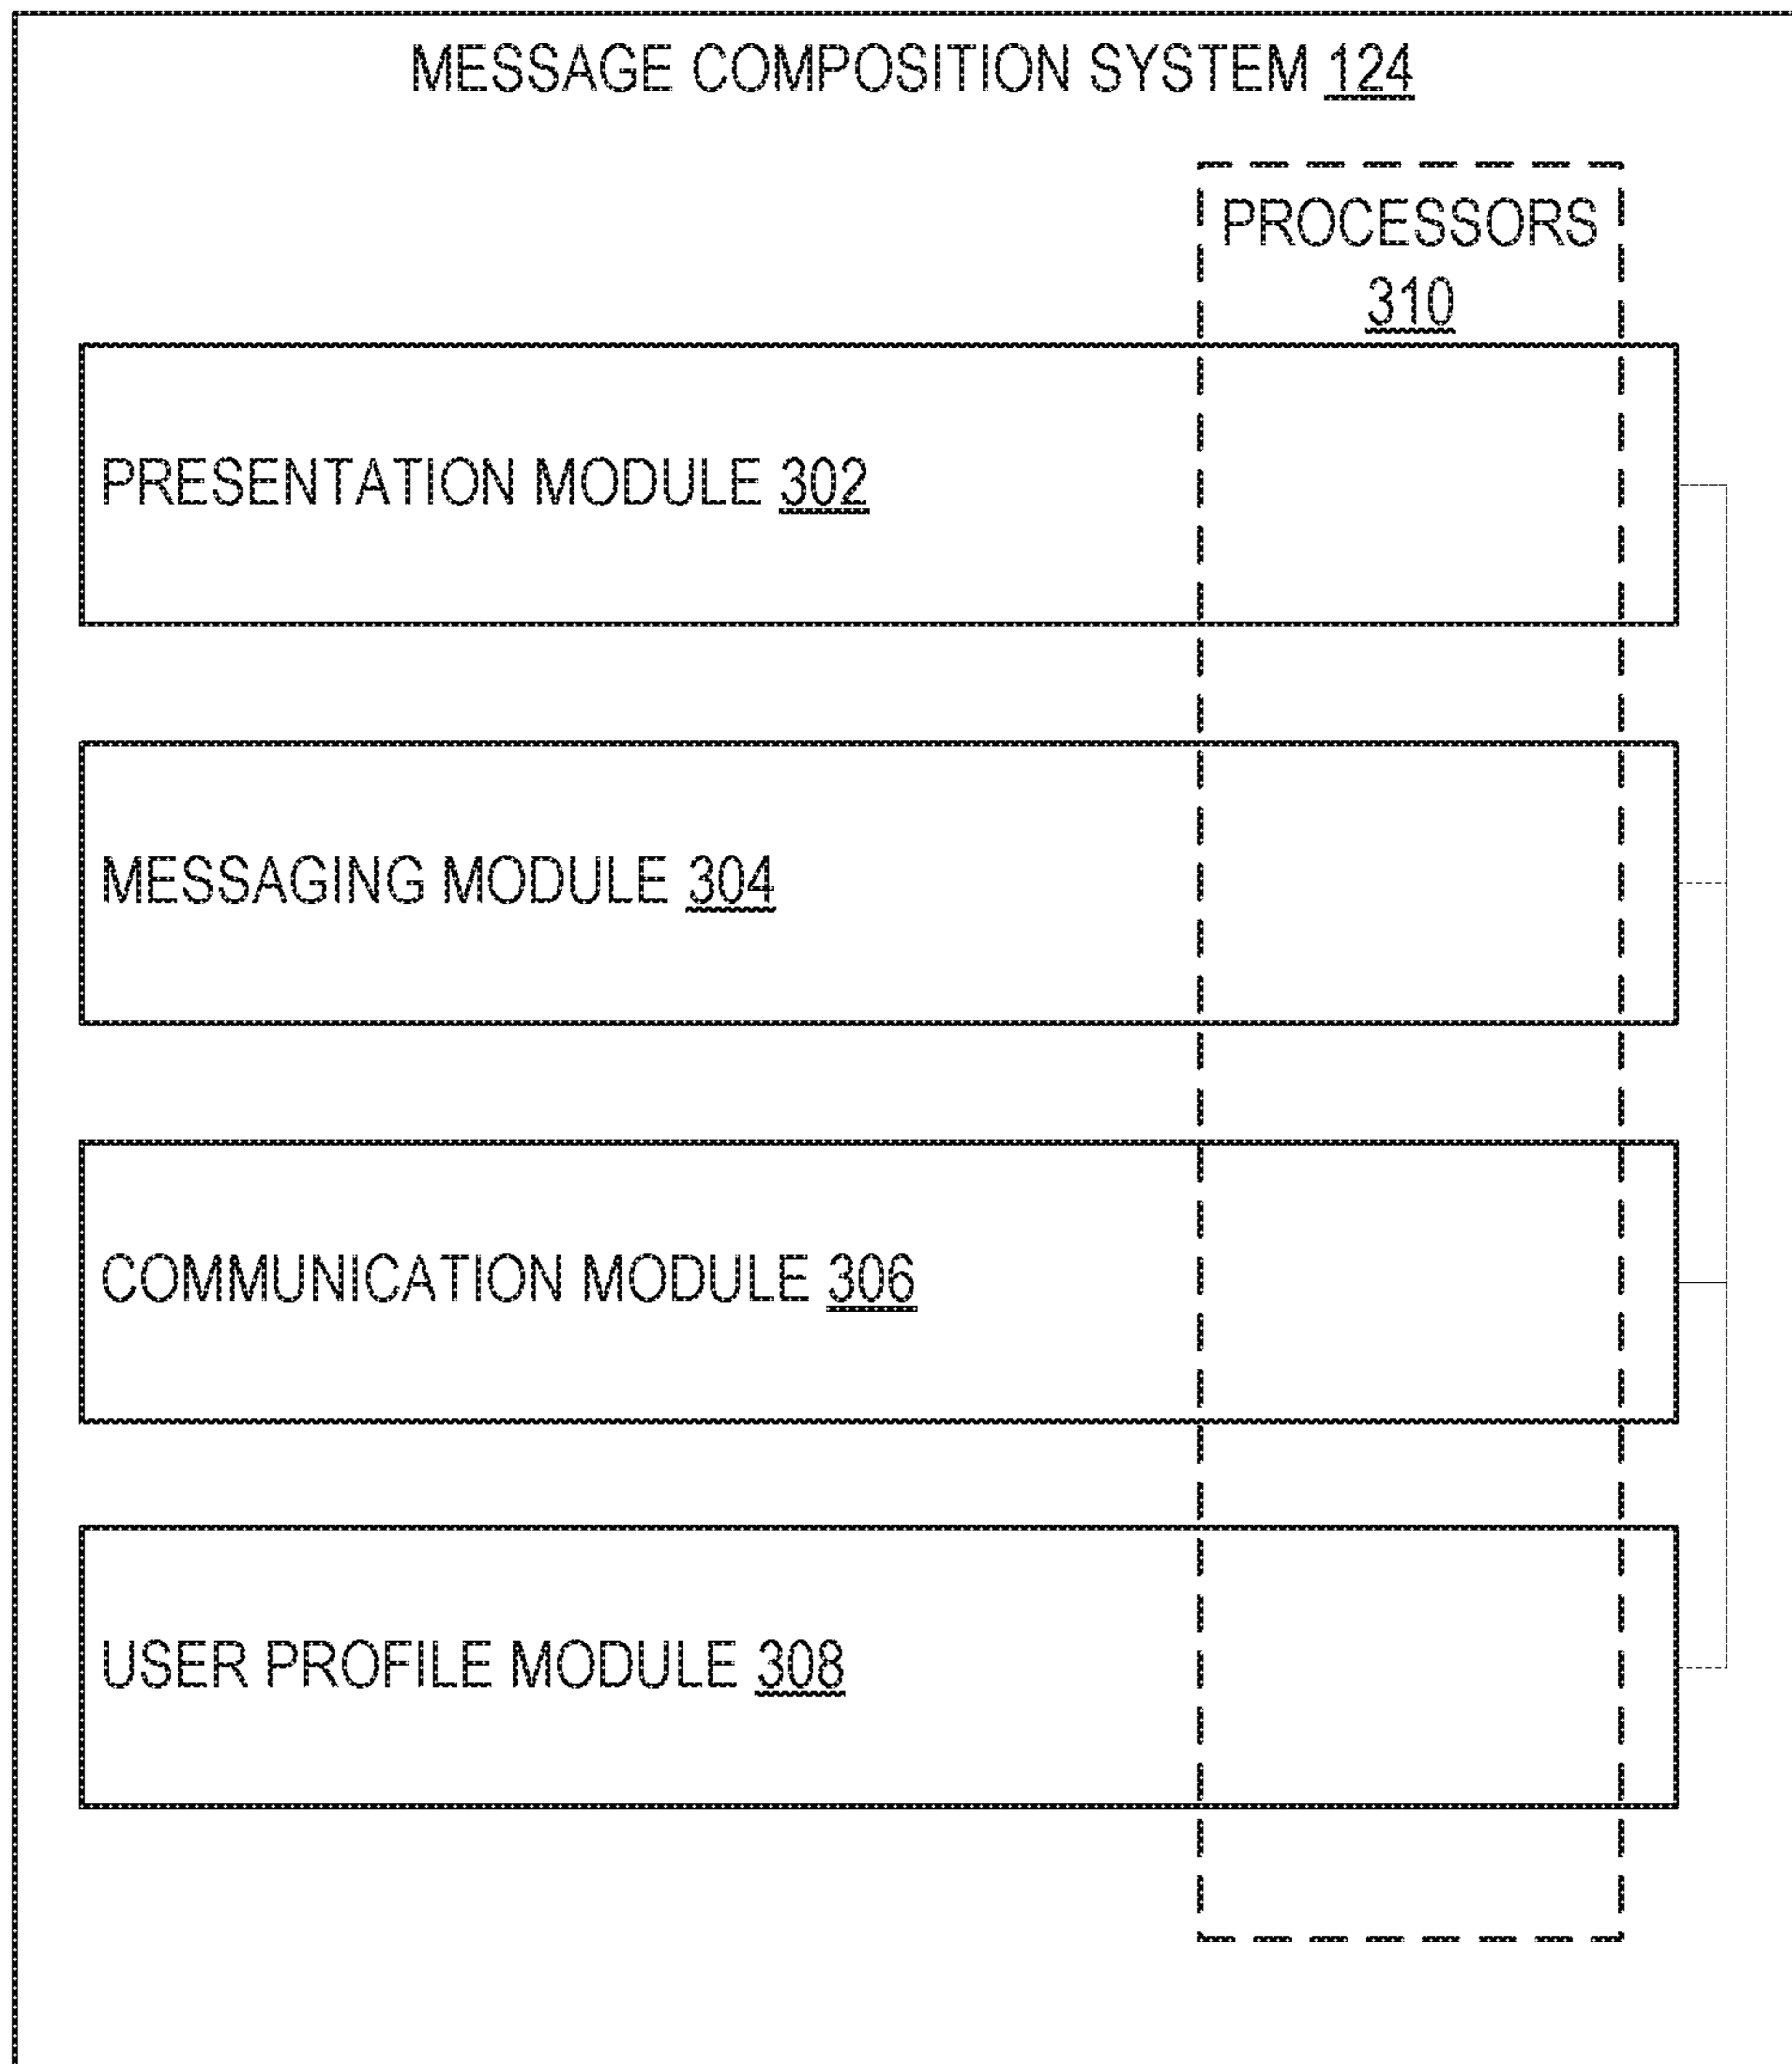 MESSAGE COMPOSITION SYSTEM 124
PROCESSORS
310
PRESENTATION MODULE 302
MESSAGING MODULE 304
COMMUNICATION MODULE 306
USER PROFILE MODULE 308